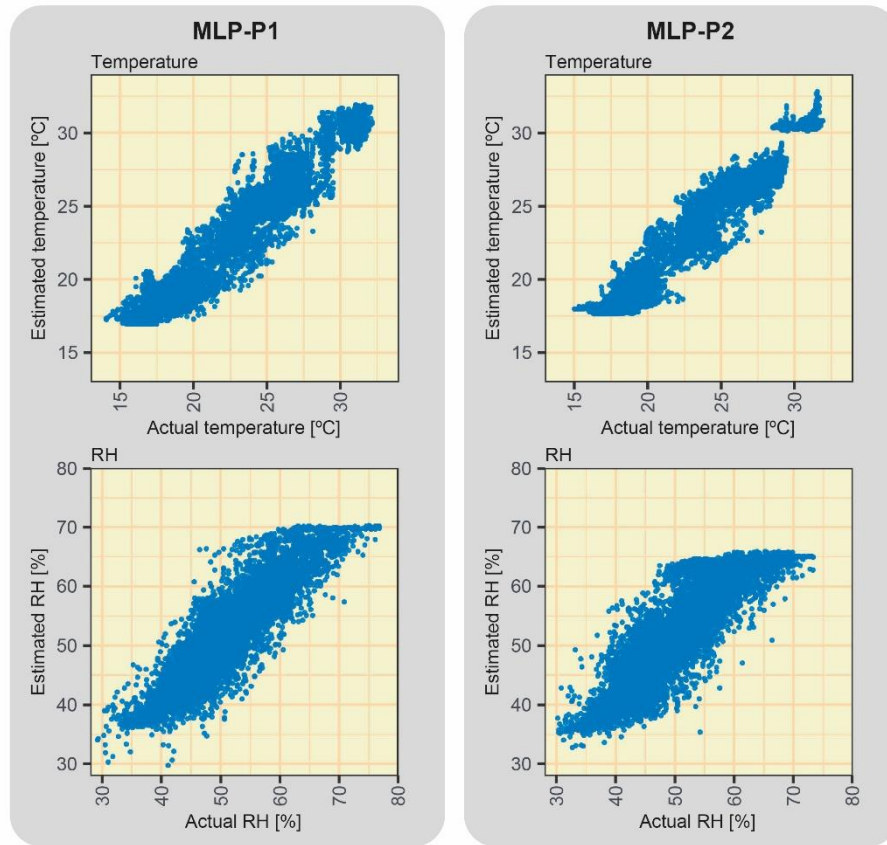 MLP-P1
Temperature
Estimated temperature [ºC]
30
25
20
15
15
20
25
30
Actual temperature [ºC]
RH
Estimated RH [%]
80
70
60
50
40
30
30
40
50
60
70
80
Actual RH [%]
MLP-P2
Temperature
Estimated temperature [ºC]
30
25
20
15
15
20
25
30
Actual temperature [ºC]
RH
Estimated RH [%]
80
70
60
50
40
30
30
40
50
60
70
80
Actual RH [%]